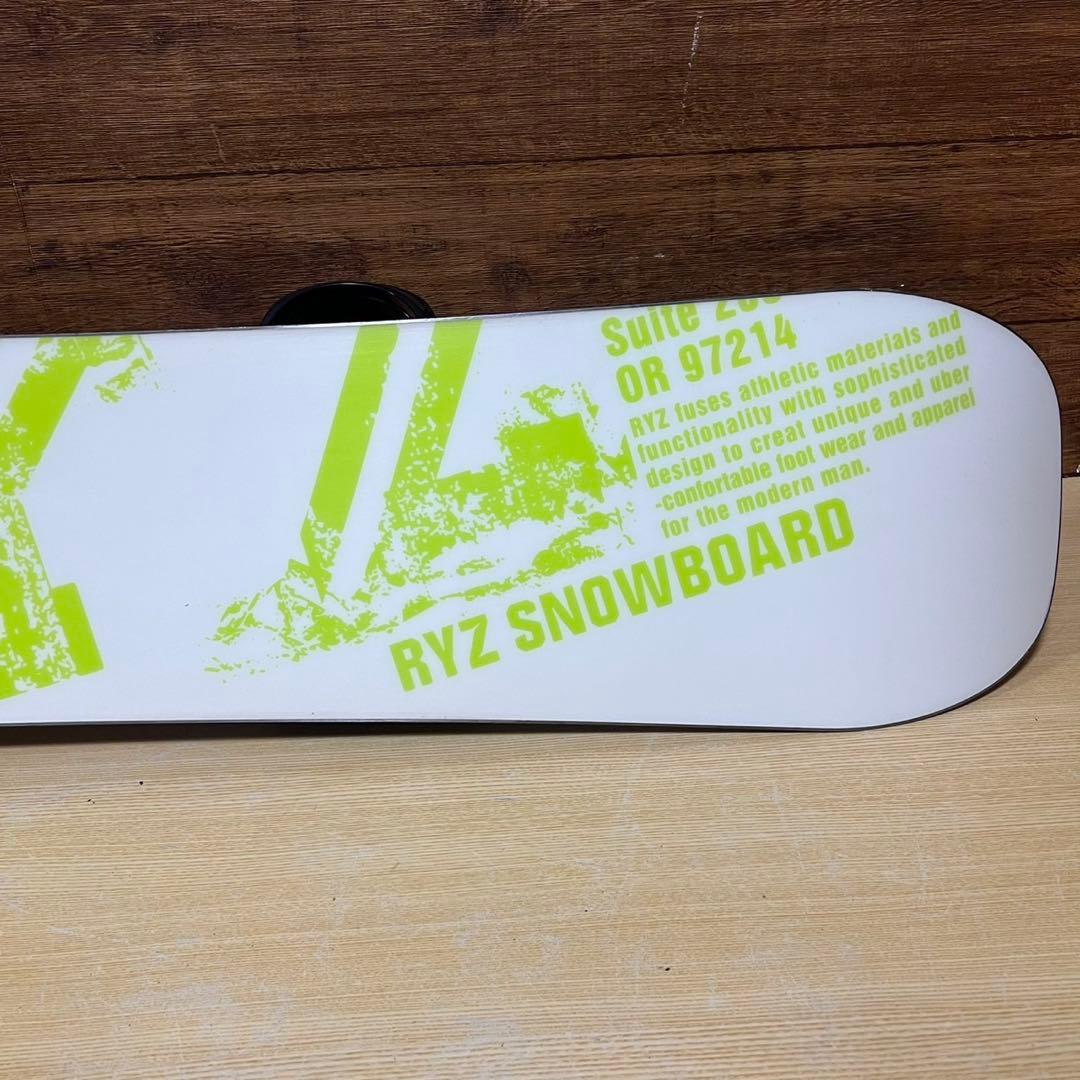 Suite
OR 97214
RYZ fuses athletic materials and
functionality with sophisticated
design to creat unique and uber
-confortable foot wear and apparel
for the modern man.
RYZ SNOWBOARD